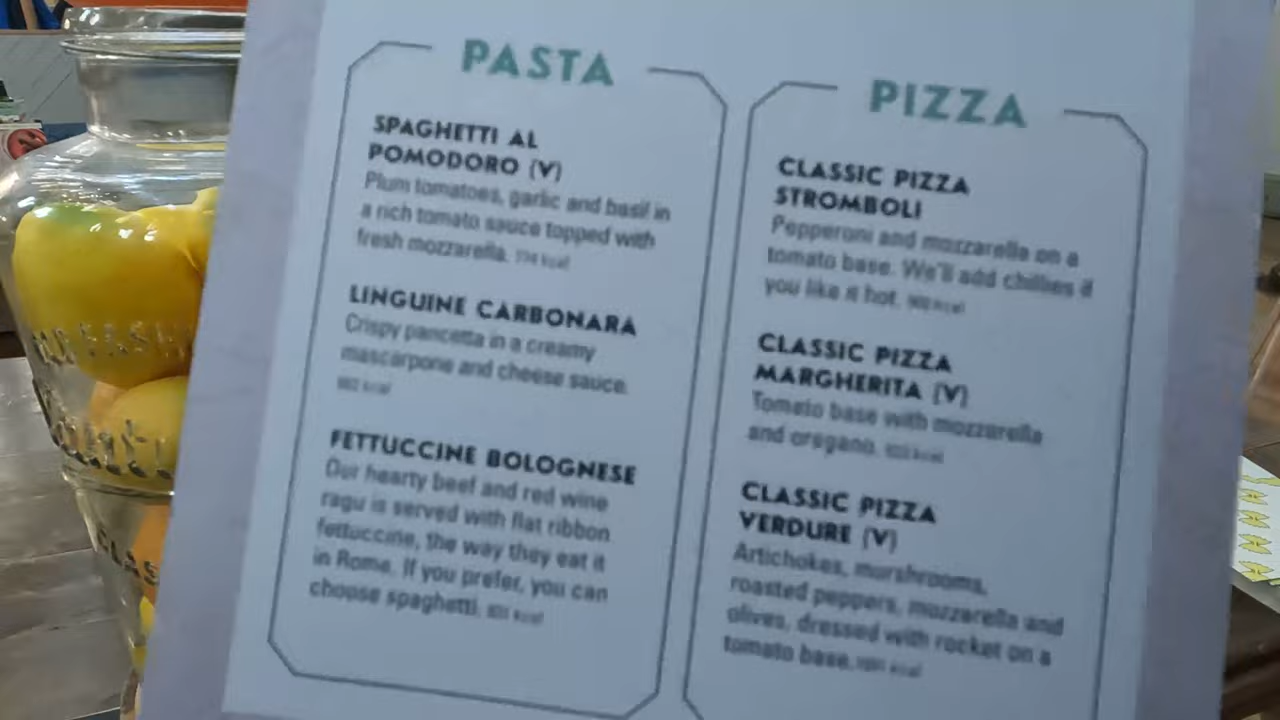 PASTA
SPAGHETTI AL
POMODORO (V)
Plum tomatoes, garlic and basil in
a rich tomato sauce topped with
fresh mozzarella.
LINGUINE CARBONARA
Crispy pancetta in a creamy
mascarpone and cheese sauce.
FETTUCCINE BOLOGNESE
Our hearty beef and red wine
ragu is served with flat ribbon
fettuccine, the way they eat it
in Rome. If you prefer, you can
choose spaghetti.
PIZZA
CLASSIC PIZZA
STROMBOLI
Pepperoni and mozzarella on a
tomato base. We'll add chillies if
you like it hot.
CLASSIC PIZZA
MARGHERITA (V)
Tomato base with mozzarella
and oregano.
CLASSIC PIZZA
VERDURE (V)
Artichokes, murshrooms,
roasted peppers, mozzarella and
olives, dressed with rocket on a
tomato base.